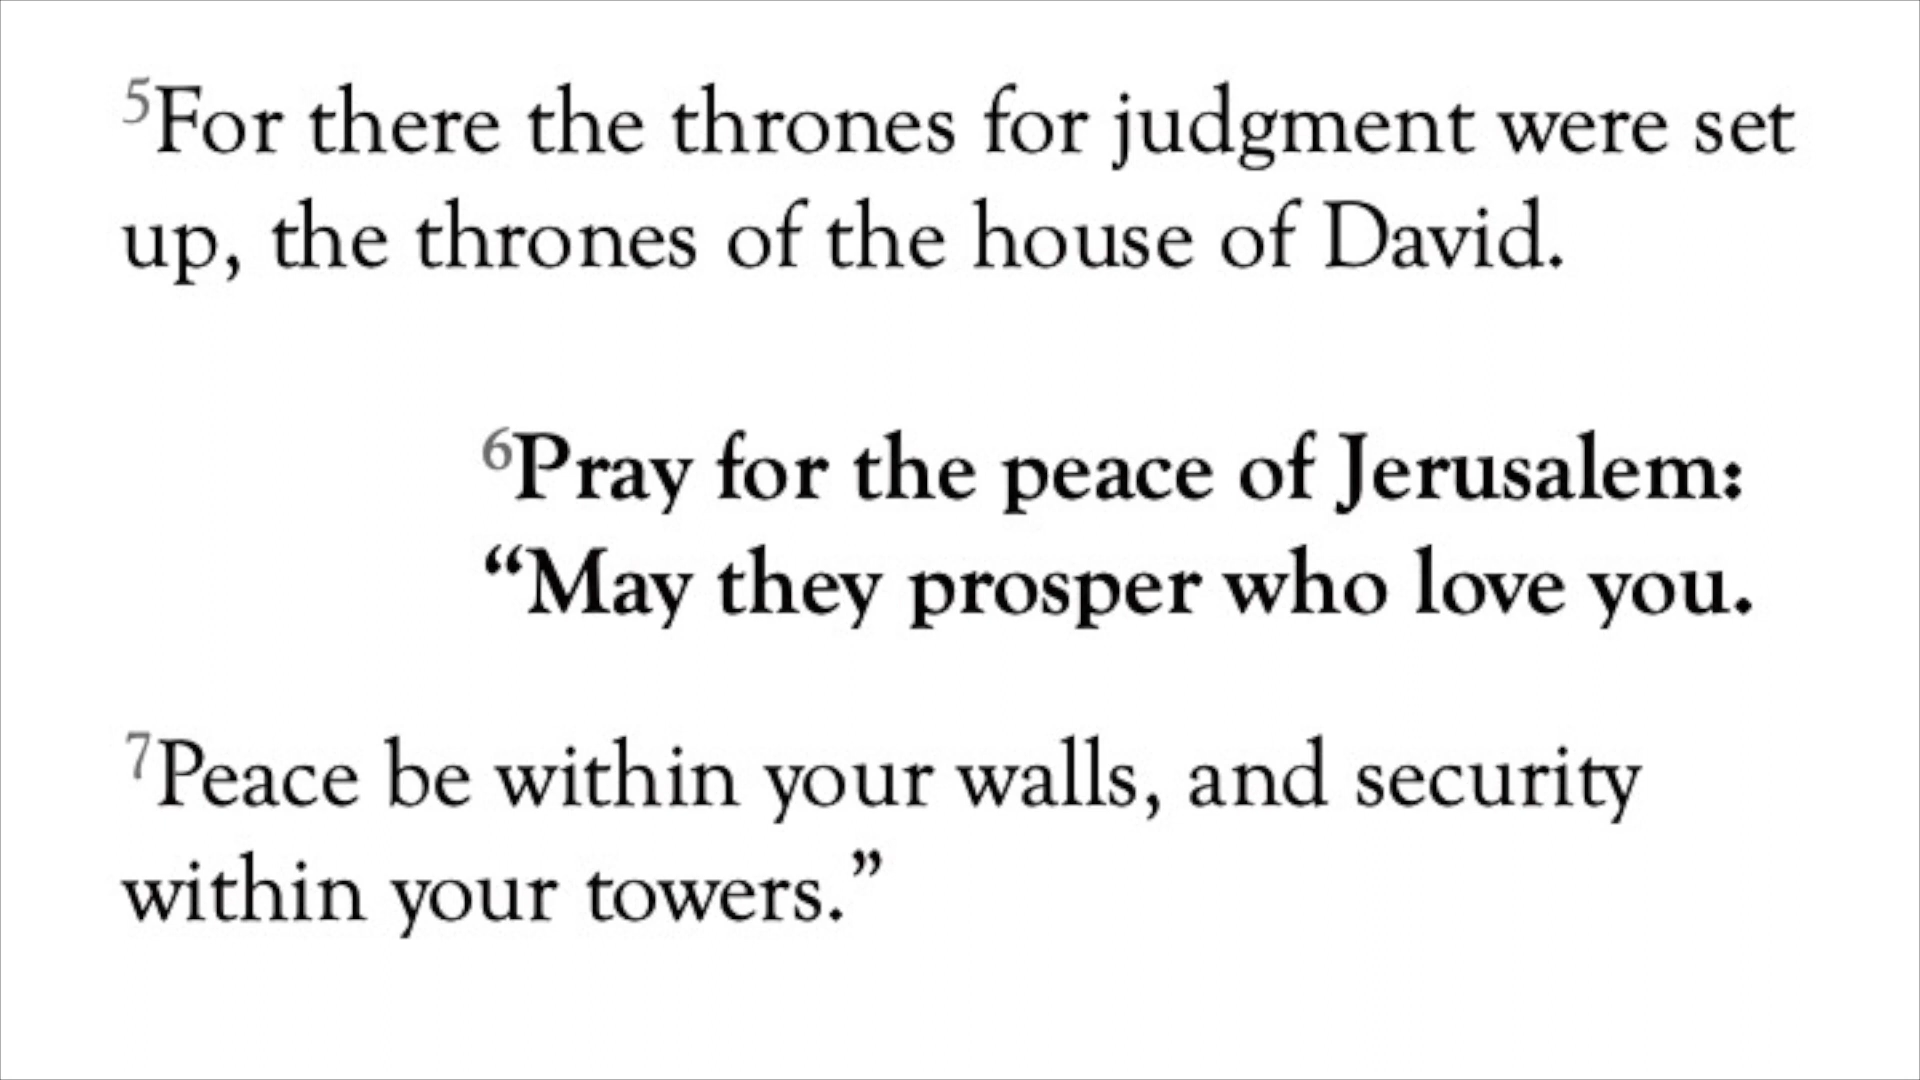 5For there the thrones for judgment were set
up, the thrones of the house of David.
6Pray for the peace of Jerusalem:
“May they prosper who love you.
7Peace be within your walls, and security
within your towers.”